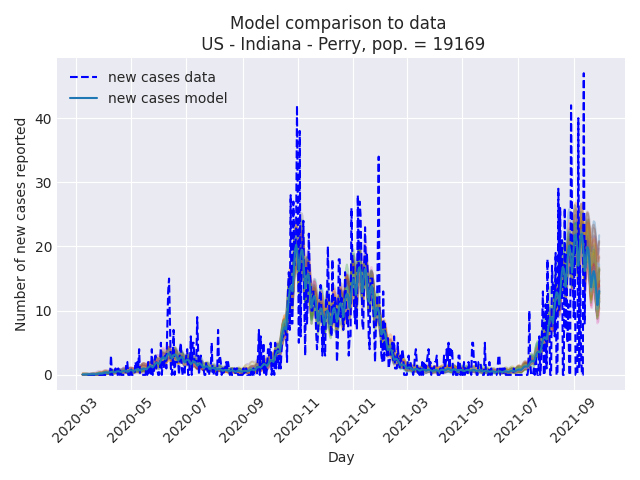 Model comparison to data
US - Indiana - Perry, pop. = 19169
new cases data
new cases model
Number of new cases reported
40
30
20
10
0
2020-03
2020-05
2020-07
2020-09
2020-11
2021-01
2021-03
2021-05
2021-07
2021-09
Day